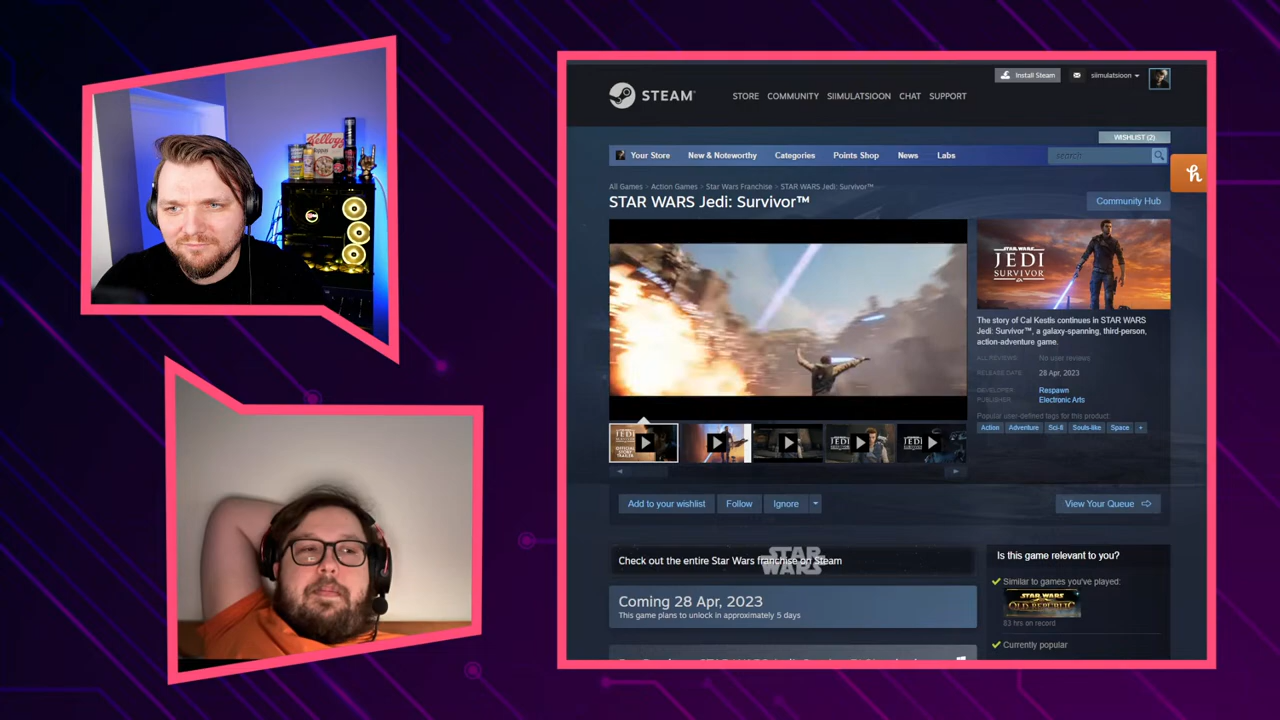 Kellogg's
Install Steam
siimulatsioon
STEAM®
STORE COMMUNITY SIIMULATSIOON CHAT SUPPORT
WISHLIST (2)
Your Store New & Noteworthy Categories Points Shop News Labs
search
h
All Games > Action Games > Star Wars Franchise > STAR WARS Jedi: Survivor™
STAR WARS Jedi: Survivor™
Community Hub
STAR WARS
JEDI
SURVIVOR
The story of Cal Kestis continues in STAR WARS
Jedi: Survivor™, a galaxy-spanning, third-person,
action-adventure game.
ALL REVIEWS: No user reviews
RELEASE DATE: 28 Apr, 2023
DEVELOPER: Respawn
PUBLISHER: Electronic Arts
Popular user-defined tags for this product:
Action Adventure Sci-fi Souls-like Space +
JEDI
JEDI
JEDI
Add to your wishlist Follow Ignore
View Your Queue
STAR
WARS
Check out the entire Star Wars franchise on Steam
Is this game relevant to you?
Similar to games you've played:
STAR WARS
OLD REPUBLIC
83 hrs on record
Coming 28 Apr, 2023
This game plans to unlock in approximately 5 days
Currently popular